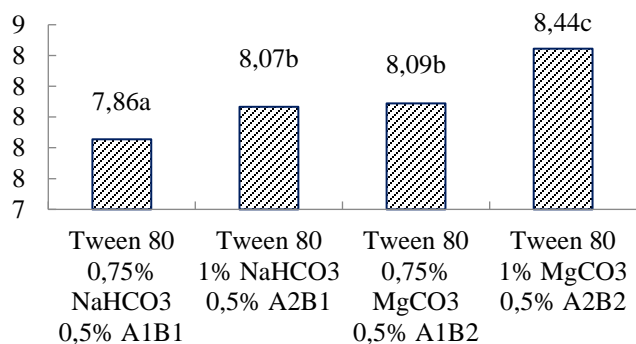 9
8
8
8
8
8
7
7,86a
8,07b
8,09b
8,44c
Tween 80
0,75%
NaHCO3
0,5% A1B1
Tween 80
1% NaHCO3
0,5% A2B1
Tween 80
0,75%
MgCO3
0,5% A1B2
Tween 80
1% MgCO3
0,5% A2B2